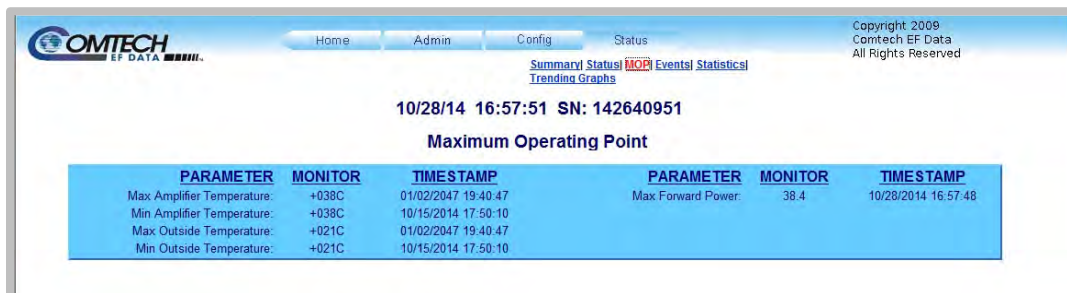 COMTECH
EF DATA
Home Admin Config Status
Copyright 2009
Comtech EF Data
All Rights Reserved
Summary| Status| MOP| Events| Statistics|
Trending Graphs
10/28/14 16:57:51 SN: 142640951
Maximum Operating Point
PARAMETER MONITOR TIMESTAMP PARAMETER MONITOR TIMESTAMP
Max Amplifier Temperature: +038C 01/02/2047 19:40:47 Max Forward Power: 38.4 10/28/2014 16:57:48
Min Amplifier Temperature: +038C 10/15/2014 17:50:10
Max Outside Temperature: +021C 01/02/2047 19:40:47
Min Outside Temperature: +021C 10/15/2014 17:50:10